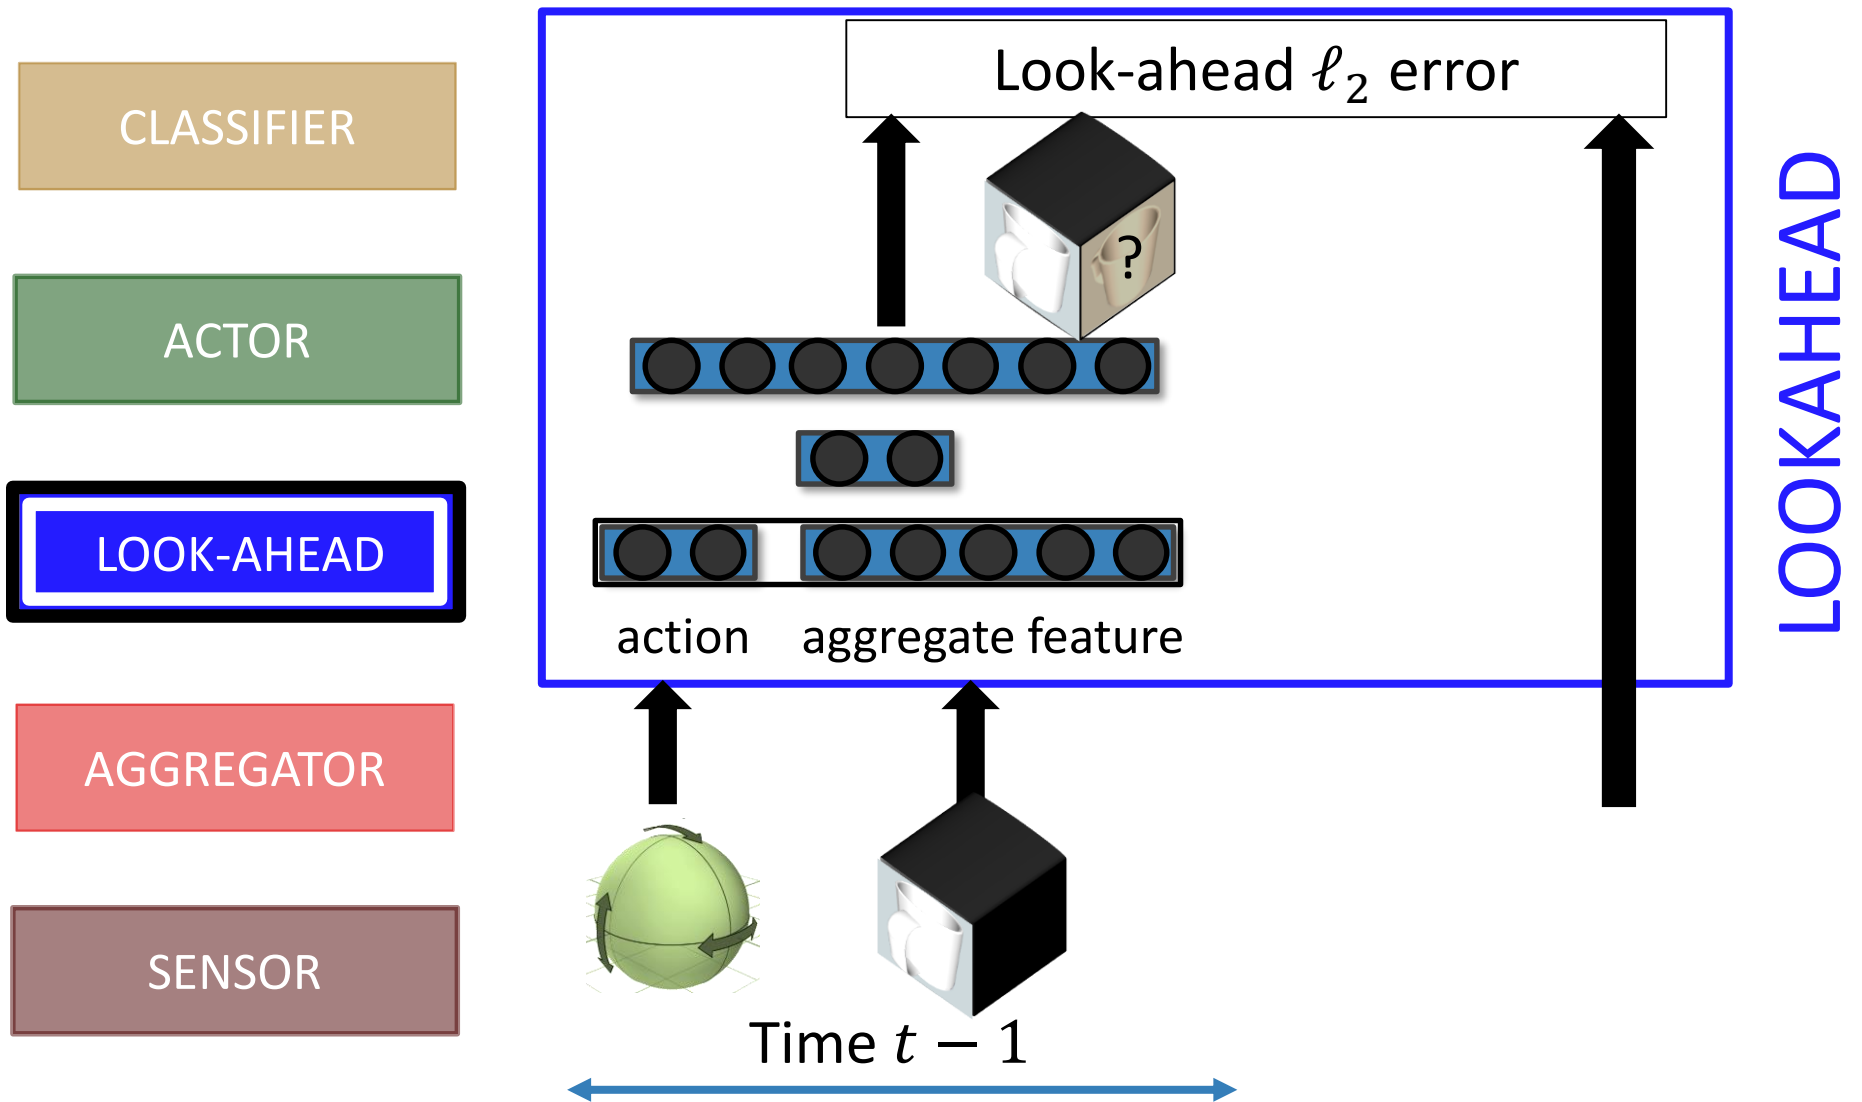 CLASSIFIER
ACTOR
LOOK-AHEAD
AGGREGATOR
SENSOR
Look-ahead ℓ₂ error
?
action
aggregate feature
Time t − 1
LOOKAHEAD